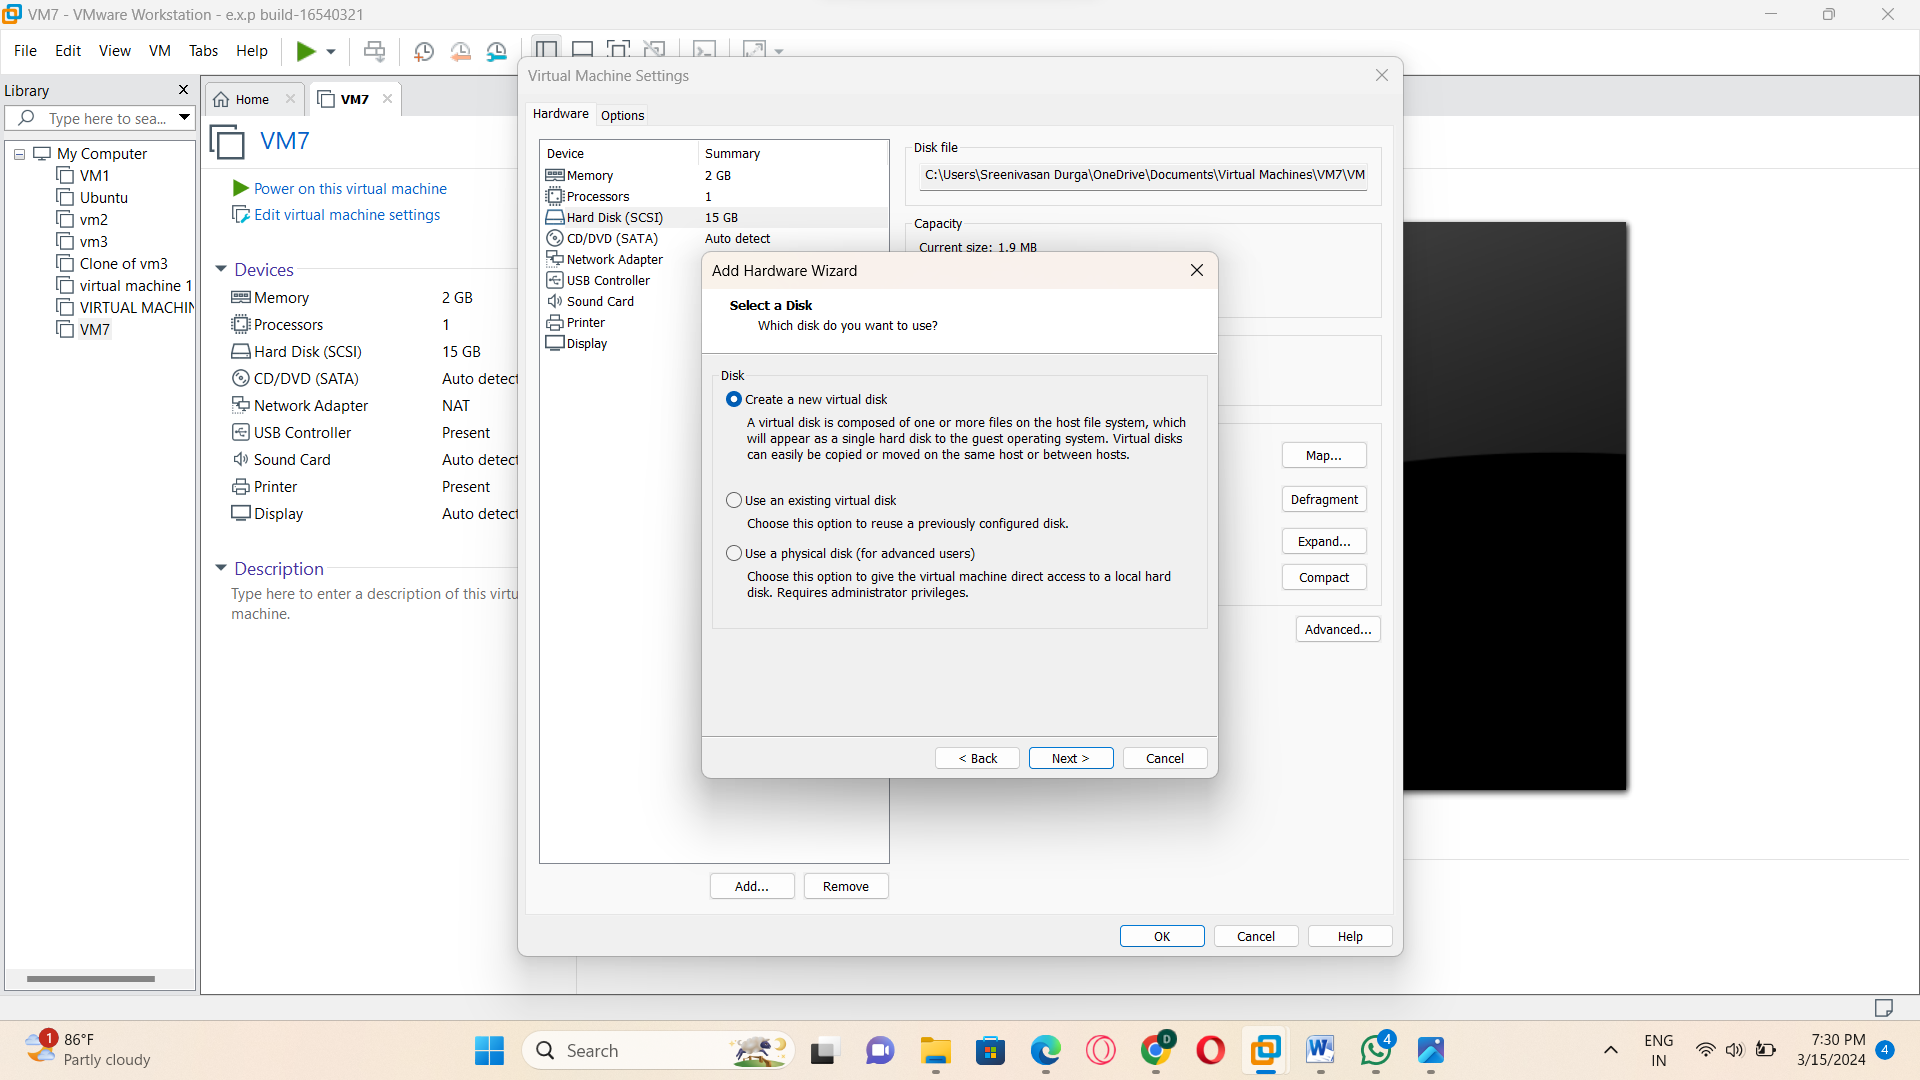 VM7 - VMware Workstation - e.x.p build-16540321
File Edit View VM Tabs Help
Library
Type here to sea...
My Computer
VM1
Ubuntu
vm2
vm3
Clone of vm3
virtual machine 1
VIRTUAL MACHIN
VM7
Home
VM7
VM7
Power on this virtual machine
Edit virtual machine settings
Devices
Memory 2 GB
Processors 1
Hard Disk (SCSI) 15 GB
CD/DVD (SATA) Auto detect
Network Adapter NAT
USB Controller Present
Sound Card Auto detect
Printer Present
Display Auto detect
Description
Type here to enter a description of this virtu
machine.
Virtual Machine Settings
Hardware Options
Device Summary
Memory 2 GB
Processors 1
Hard Disk (SCSI) 15 GB
CD/DVD (SATA) Auto detect
Network Adapter
USB Controller
Sound Card
Printer
Display
Add... Remove
Disk file
C:\Users\Sreenivasan Durga\OneDrive\Documents\Virtual Machines\VM7\VM
Capacity
Current size: 1.9 MB
Map...
Defragment
Expand...
Compact
Advanced...
OK Cancel Help
Add Hardware Wizard
Select a Disk
Which disk do you want to use?
Disk
Create a new virtual disk
A virtual disk is composed of one or more files on the host file system, which
will appear as a single hard disk to the guest operating system. Virtual disks
can easily be copied or moved on the same host or between hosts.
Use an existing virtual disk
Choose this option to reuse a previously configured disk.
Use a physical disk (for advanced users)
Choose this option to give the virtual machine direct access to a local hard
disk. Requires administrator privileges.
< Back Next > Cancel
1
86°F
Partly cloudy
Search
D
W
4
ENG
IN
7:30 PM
3/15/2024
4